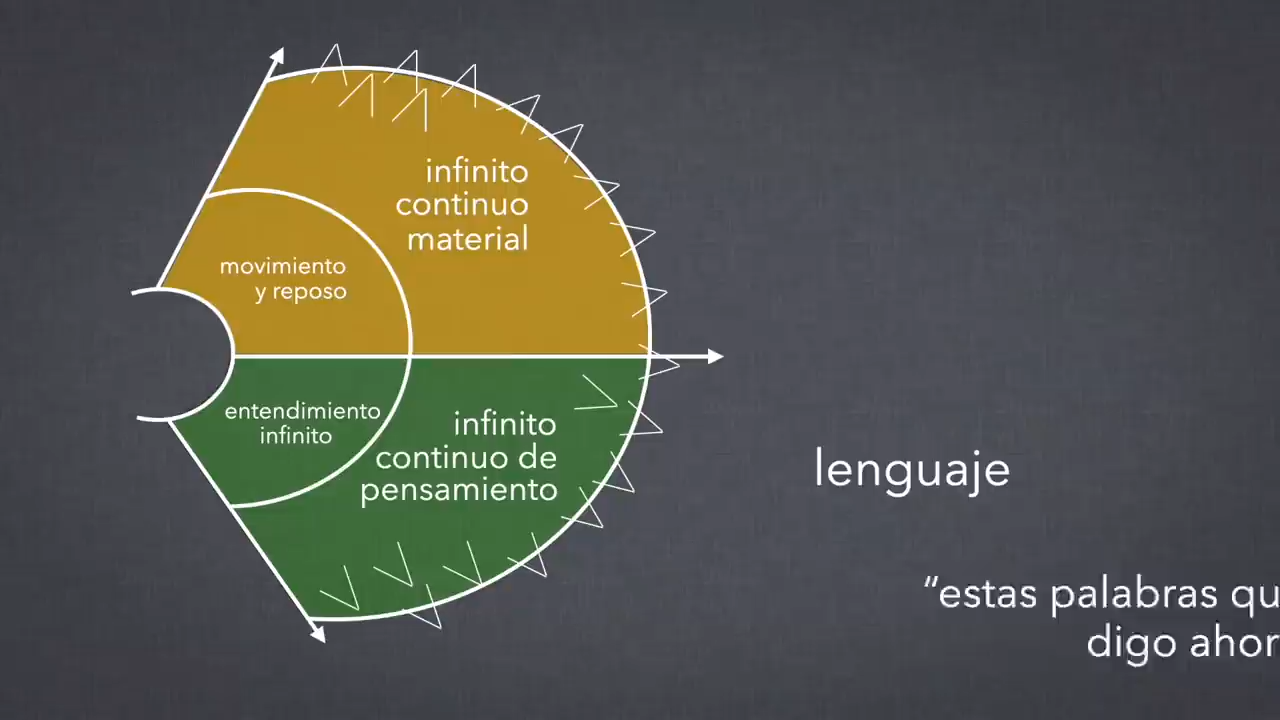 infinito
continuo
material
movimiento
y reposo
entendimiento
infinito
infinito
continuo de
pensamiento
lenguaje
“estas palabras qu
digo ahor